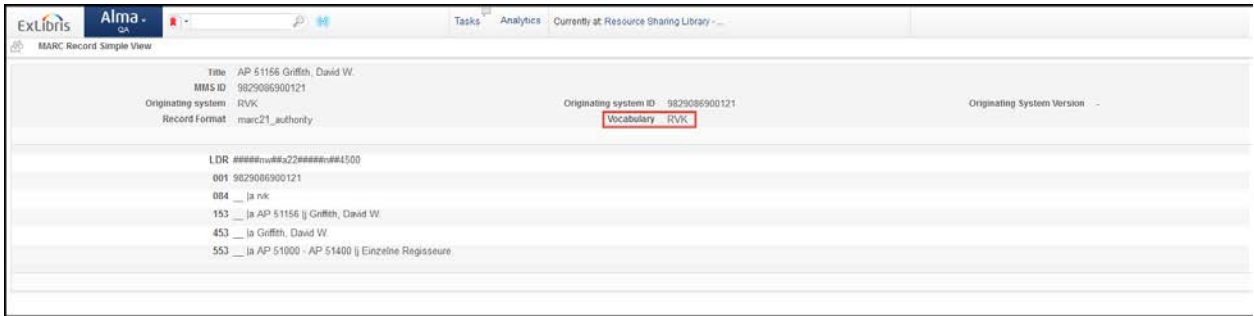 ExLibris Alma QA Tasks Analytics Currently at: Resource Sharing Library - ...
MARC Record Simple View
Title AP 51156 Griffith, David W.
MMS ID 9829086900121
Originating system RVK Originating system ID 9829086900121 Originating System Version -
Record Format marc21_authority Vocabulary RVK
LDR #####nw##a22#####n##4500
001 9829086900121
084 __ |a rvk
153 __ |a AP 51156 |j Griffith, David W.
453 __ |a Griffith, David W.
553 __ |a AP 51000 - AP 51400 |j Einzelne Regisseure